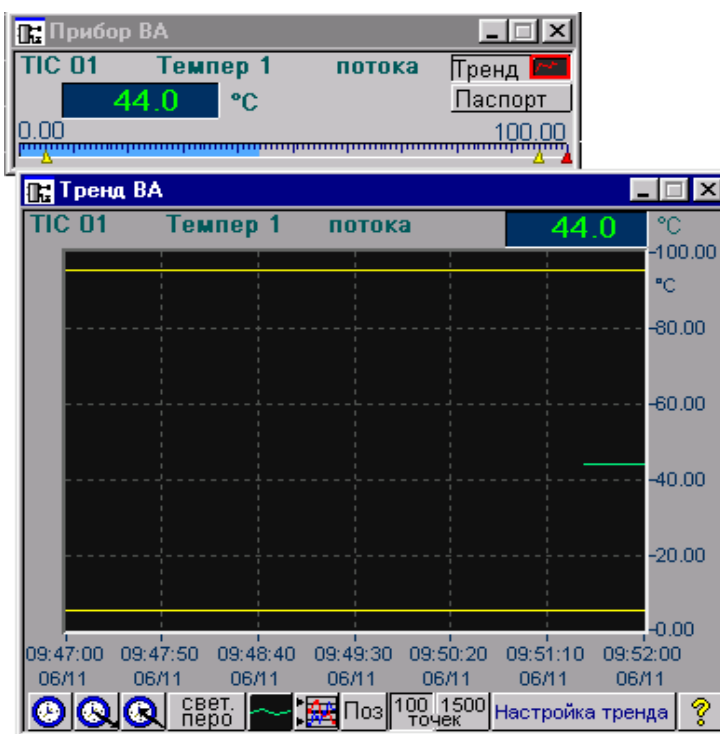 Прибор ВА
TIC 01 Темпер 1 потока Тренд
44.0 °C Паспорт
0.00 100.00
Тренд ВА
TIC 01 Темпер 1 потока 44.0 °C
100.00
°C
80.00
60.00
40.00
20.00
0.00
09:47:00 09:47:50 09:48:40 09:49:30 09:50:20 09:51:10 09:52:00
06/11 06/11 06/11 06/11 06/11 06/11 06/11
свет. перо Поз 100 1500 точек Настройка тренда ?